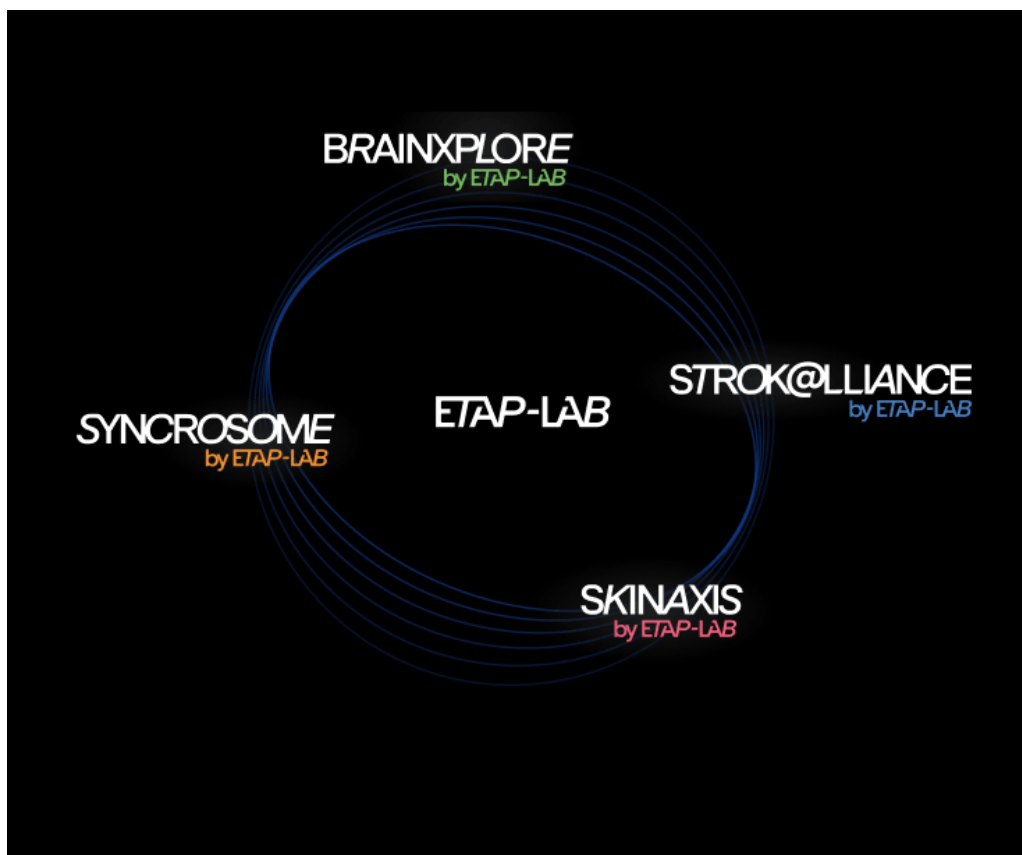 BRAINXPLORE
by ETAP-LAB
STROK@LLIANCE
by ETAP-LAB
ETAP-LAB
SYNCROSOME
by ETAP-LAB
SKINAXIS
by ETAP-LAB